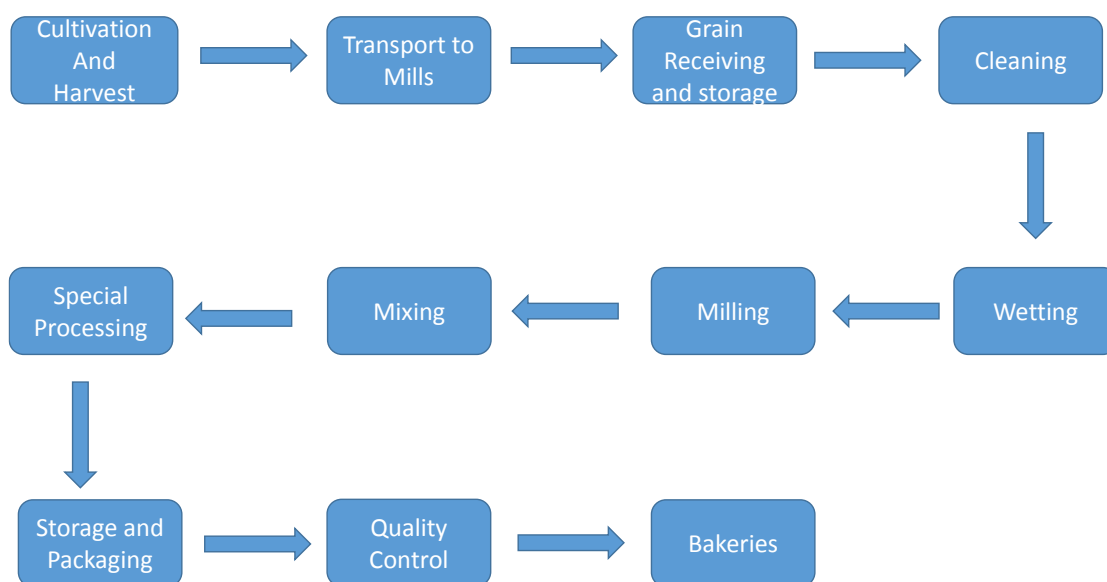 Cultivation
And
Harvest
Transport to
Mills
Grain
Receiving
and storage
Cleaning
Wetting
Milling
Mixing
Special
Processing
Storage and
Packaging
Quality
Control
Bakeries